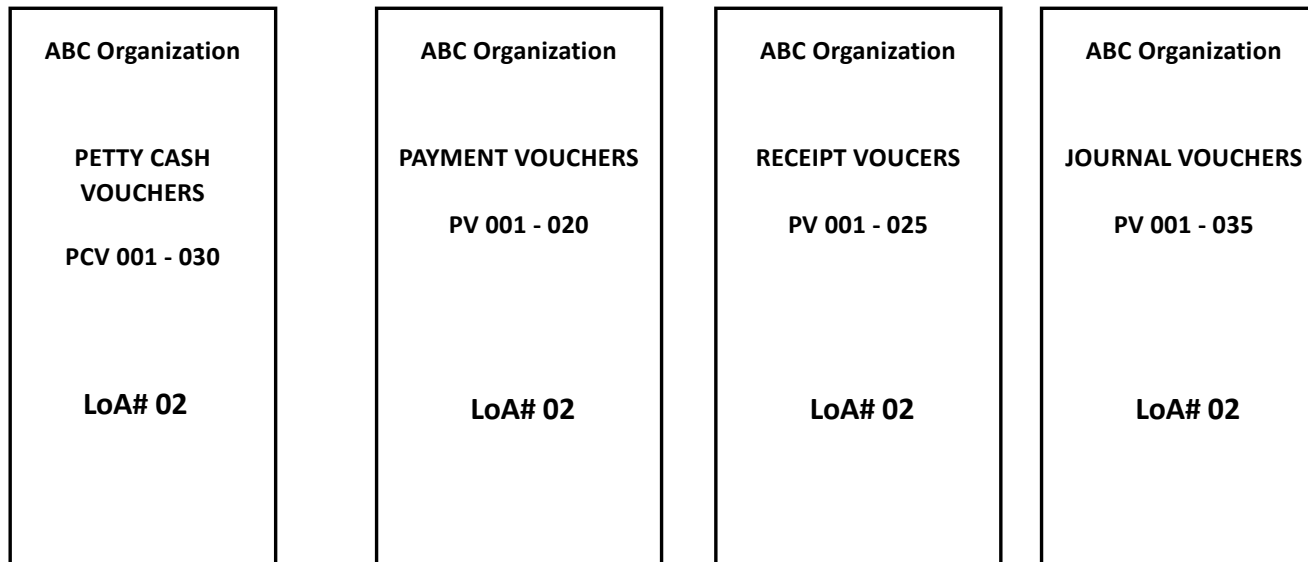 ABC Organization
PETTY CASH
VOUCHERS
PCV 001 - 030
LoA# 02
ABC Organization
PAYMENT VOUCHERS
PV 001 - 020
LoA# 02
ABC Organization
RECEIPT VOUCERS
PV 001 - 025
LoA# 02
ABC Organization
JOURNAL VOUCHERS
PV 001 - 035
LoA# 02